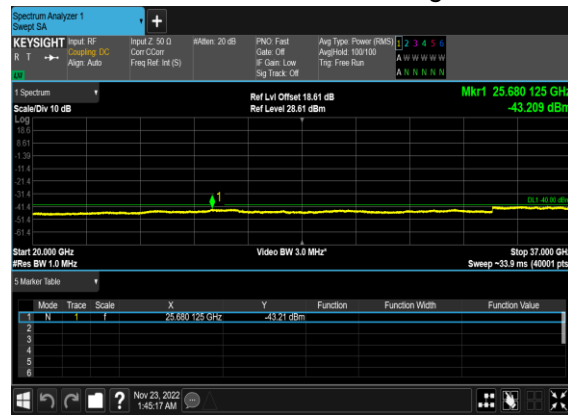 Spectrum Analyzer 1
Swept SA
KEYSIGHT Input: RF Input Z: 50 Ω #Atten: 20 dB PNO: Fast Avg Type: Power (RMS) 1 2 3 4 5 6
R T Coupling: DC Corr CCorr Gate: Off Avg|Hold: 100/100 A W W W W W
Align: Auto Freq Ref: Int (S) IF Gain: Low Trig: Free Run
LW Sig Track: Off A N N N N N
1 Spectrum Ref Lvl Offset 18.61 dB Mkr1 25.680 125 GHz
Scale/Div 10 dB Ref Level 28.61 dBm -43.209 dBm
Log
18.6
8.61
-1.39
-11.4
-21.4
-31.4
1
DL1 -40.00 dBm
-41.4
-51.4
-61.4
Start 20.000 GHz Video BW 3.0 MHz* Stop 37.000 GHz
#Res BW 1.0 MHz Sweep ~33.9 ms (40001 pts)
5 Marker Table
Mode Trace Scale X Y Function Function Width Function Value
1 N 1 f 25.680 125 GHz -43.21 dBm
2
3
4
5
6
? Nov 23, 2022
1:45:17 AM